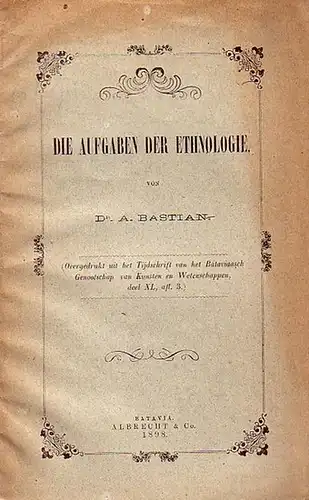 DIE AUFGABEN DER ETHNOLOGIE.
VON
Dr. A. BASTIAN
(Overgedrukt uit het Tijdschrift van het Bataviaasch
Genootschap van Kunsten en Wetenschappen,
deel XL, afl. 3.)
BATAVIA.
ALBRECHT & Co.
1898.